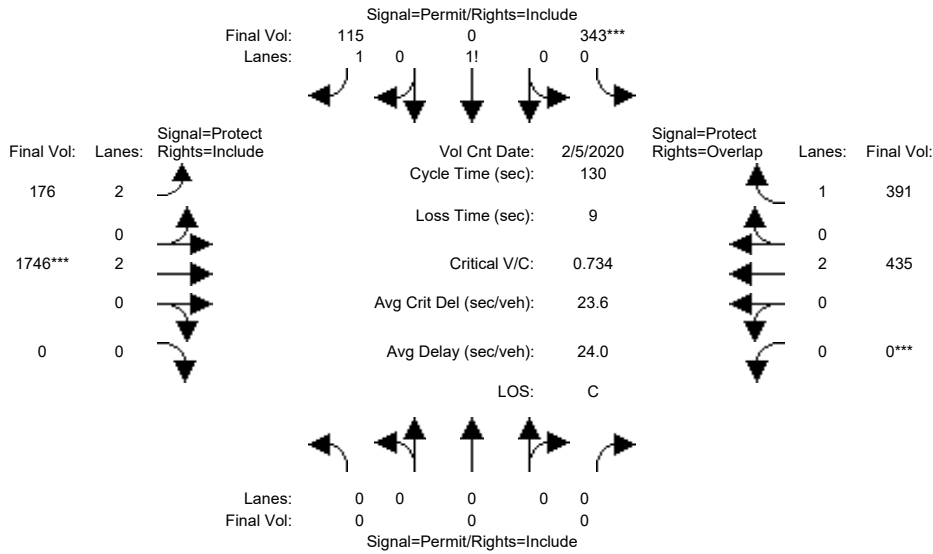 Signal=Permit/Rights=Include
Final Vol: 115 0 343***
Lanes: 1 0 1! 0 0
Signal=Protect Signal=Protect
Final Vol: Lanes: Rights=Include Vol Cnt Date: 2/5/2020 Rights=Overlap Lanes: Final Vol:
Cycle Time (sec): 130
176 2 1 391
Loss Time (sec): 9
0 0
1746*** 2 Critical V/C: 0.734 2 435
0 Avg Crit Del (sec/veh): 23.6 0
0 0 Avg Delay (sec/veh): 24.0 0 0***
LOS: C
Lanes: 0 0 0 0 0
Final Vol: 0 0 0
Signal=Permit/Rights=Include